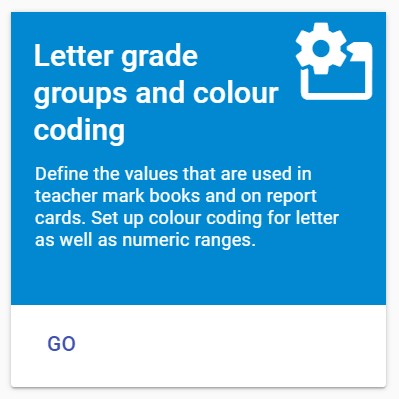 Letter grade
groups and colour
coding
Define the values that are used in
teacher mark books and on report
cards. Set up colour coding for letter
as well as numeric ranges.
GO